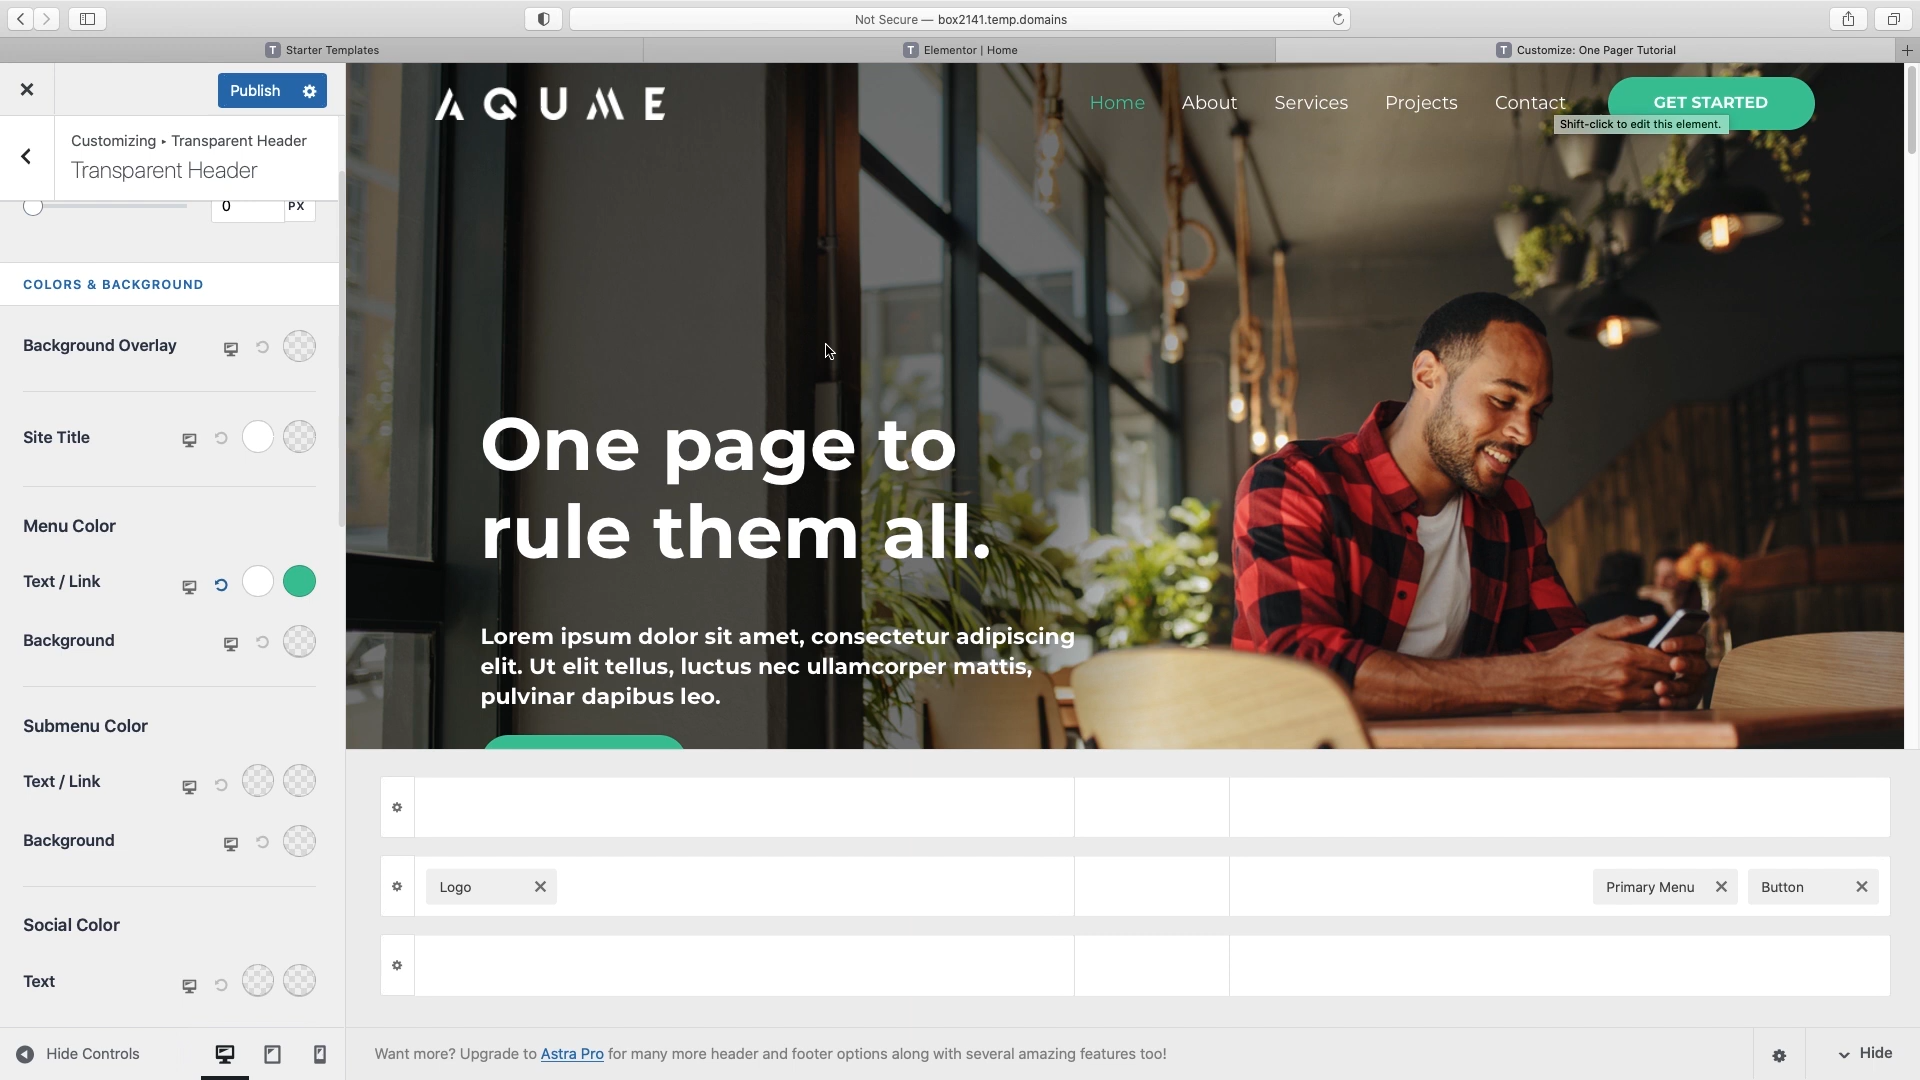 Not Secure — box2141.temp.domains
T Starter Templates
T Elementor | Home
T Customize: One Pager Tutorial
Publish
Customizing ▸ Transparent Header
Transparent Header
0 PX
COLORS & BACKGROUND
Background Overlay
Site Title
Menu Color
Text / Link
Background
Submenu Color
Text / Link
Background
Social Color
Text
Hide Controls
AQUME
Home About Services Projects Contact GET STARTED
Shift-click to edit this element.
One page to
rule them all.
Lorem ipsum dolor sit amet, consectetur adipiscing
elit. Ut elit tellus, luctus nec ullamcorper mattis,
pulvinar dapibus leo.
Logo
Primary Menu
Button
Want more? Upgrade to Astra Pro for many more header and footer options along with several amazing features too!
Hide